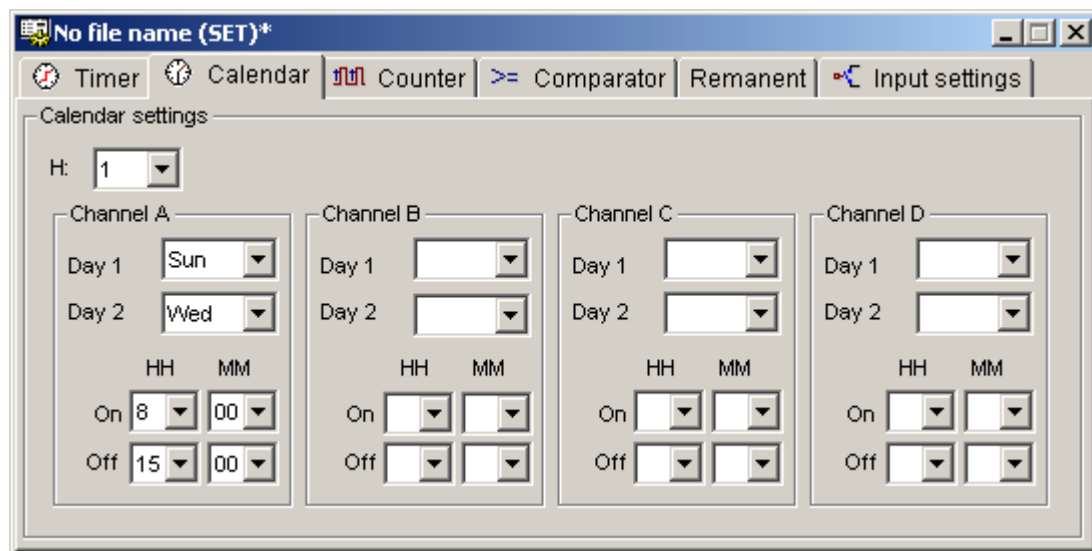 No file name (SET)*
Timer Calendar Counter >= Comparator Remanent Input settings
Calendar settings
H: 1
Channel A Channel B Channel C Channel D
Day 1 Sun Day 1 Day 1 Day 1
Day 2 Wed Day 2 Day 2 Day 2
HH MM HH MM HH MM HH MM
On 8 00 On On On
Off 15 00 Off Off Off